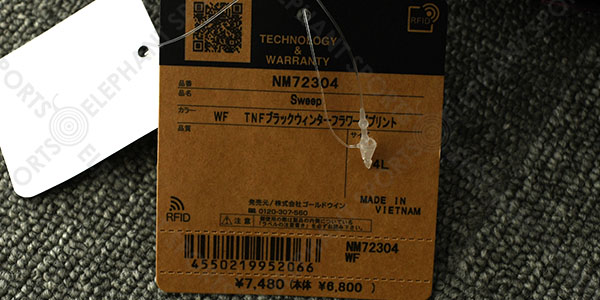 RFID
TECHNOLOGY
&
WARRANTY
SPORTS ELEPHANT
品番 NM72304
品名 Sweep
カラー WF TNFブラックウィンターフラワープリント
品質
サイ
4L
MADE IN
VIETNAM
発売元/株式会社ゴールドウイン
0120-307-560
RFID
注意
NM72304
WF
4550219952066
¥7,480(本体 ¥6,800)